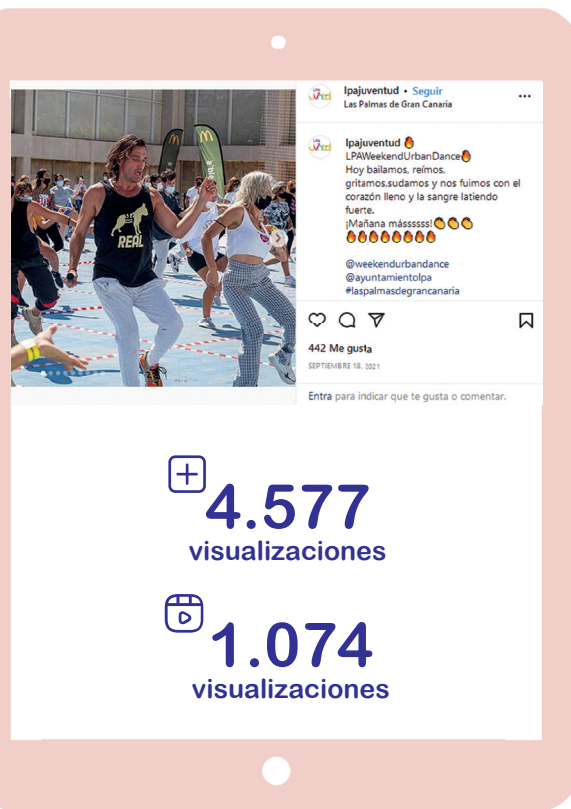 lpajuventud • Seguir
Las Palmas de Gran Canaria
lpajuventud 🔥
LPAWeekendUrbanDance🔥
Hoy bailamos, reímos,
gritamos,sudamos y nos fuimos con el
corazón lleno y la sangre latiendo
fuerte.
¡Mañana mássssss!👏👏👏
🔥🔥🔥🔥🔥🔥🔥🔥
@weekendurbandance
@ayuntamientolpa
#laspalmasdegrancanaria
442 Me gusta
SEPTIEMBRE 18, 2021
Entra para indicar que te gusta o comentar.
REAL
4.577
visualizaciones
1.074
visualizaciones